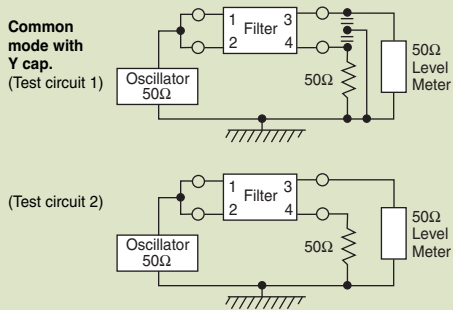 Common
mode with
Y cap.
(Test circuit 1)
1 Filter 3
2 4
Oscillator
50Ω
50Ω
50Ω
Level
Meter
(Test circuit 2)
1 Filter 3
2 4
Oscillator
50Ω
50Ω
50Ω
Level
Meter